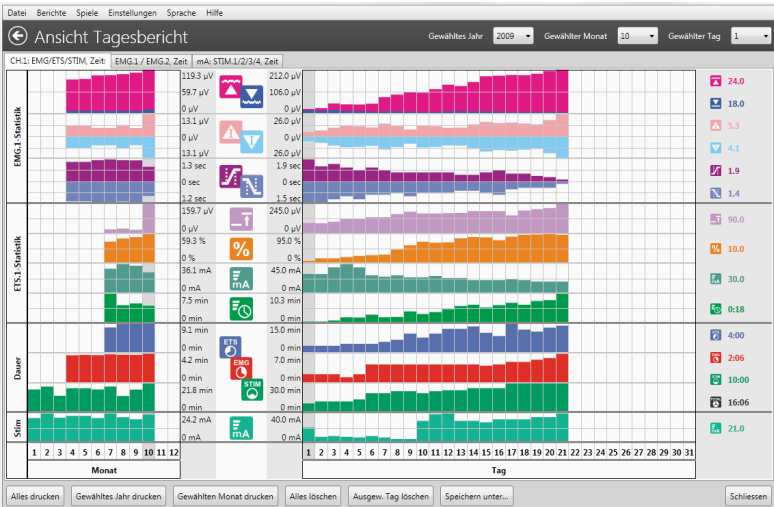 Datei Berichte Spiele Einstellungen Sprache Hilfe
Ansicht Tagesbericht Gewähltes Jahr 2009 Gewählter Monat 10 Gewählter Tag 1
CH.1: EMG/ETS/STIM, Zeit: EMG.1 / EMG.2, Zeit mA: STIM.1/2/3/4, Zeit
EMG.1-Statistik
119.3 µV 212.0 µV 24.0
59.7 µV 106.0 µV
0 µV 0 µV 18.0
13.1 µV 26.0 µV 5.3
0 µV 0 µV
13.1 µV 26.0 µV 4.1
1.3 sec 1.9 sec 1.9
0 sec 0 sec
1.2 sec 1.5 sec 1.4
ETS.1-Statistik
159.7 µV 245.0 µV 90.0
0 µV 0 µV
59.3 % % 95.0 % % 10.0
0 % 0 %
36.1 mA mA 45.0 mA mA 30.0
0 mA 0 mA
7.5 min 10.3 min 0:18
0 min 0 min
Dauer
9.1 min ETS 15.0 min 4:00
0 min 0 min
4.2 min EMG 7.0 min 2:06
0 min 0 min
21.8 min STIM 30.0 min 10:00
0 min 0 min 16:06
Stim
24.2 mA mA 40.0 mA 21.0
0 mA 0 mA
1 2 3 4 5 6 7 8 9 10 11 12 1 2 3 4 5 6 7 8 9 10 11 12 13 14 15 16 17 18 19 20 21 22 23 24 25 26 27 28 29 30 31
Monat Tag
Alles drucken Gewähltes Jahr drucken Gewählten Monat drucken Alles löschen Ausgew. Tag löschen Speichern unter... Schliessen